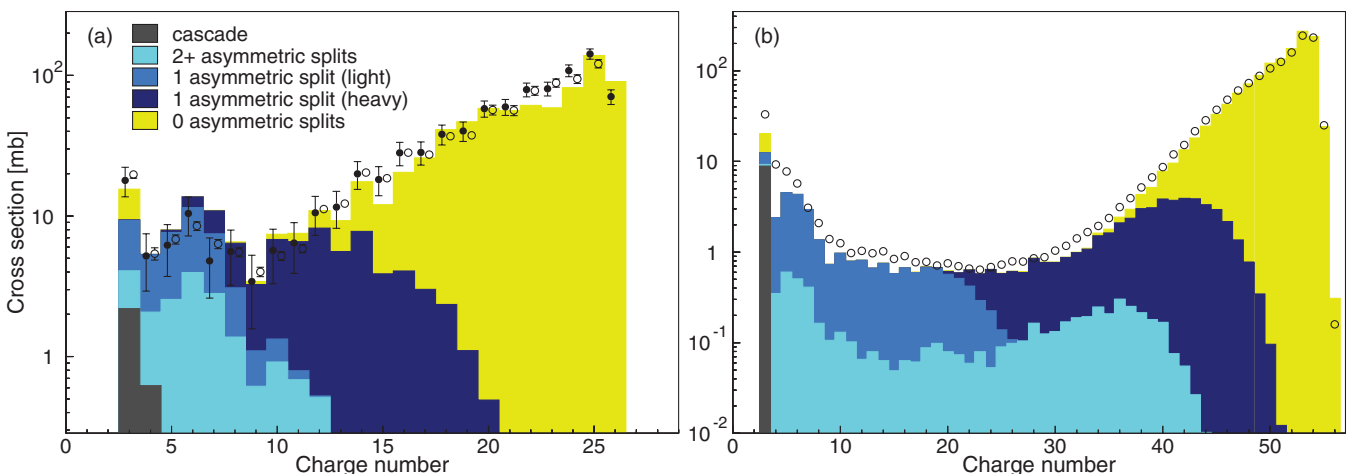 (a)
cascade
2+ asymmetric splits
1 asymmetric split (light)
1 asymmetric split (heavy)
0 asymmetric splits
Cross section [mb]
10²
10
1
0 5 10 15 20 25
Charge number
(b)
10²
10
1
10⁻¹
10⁻²
0 10 20 30 40 50
Charge number